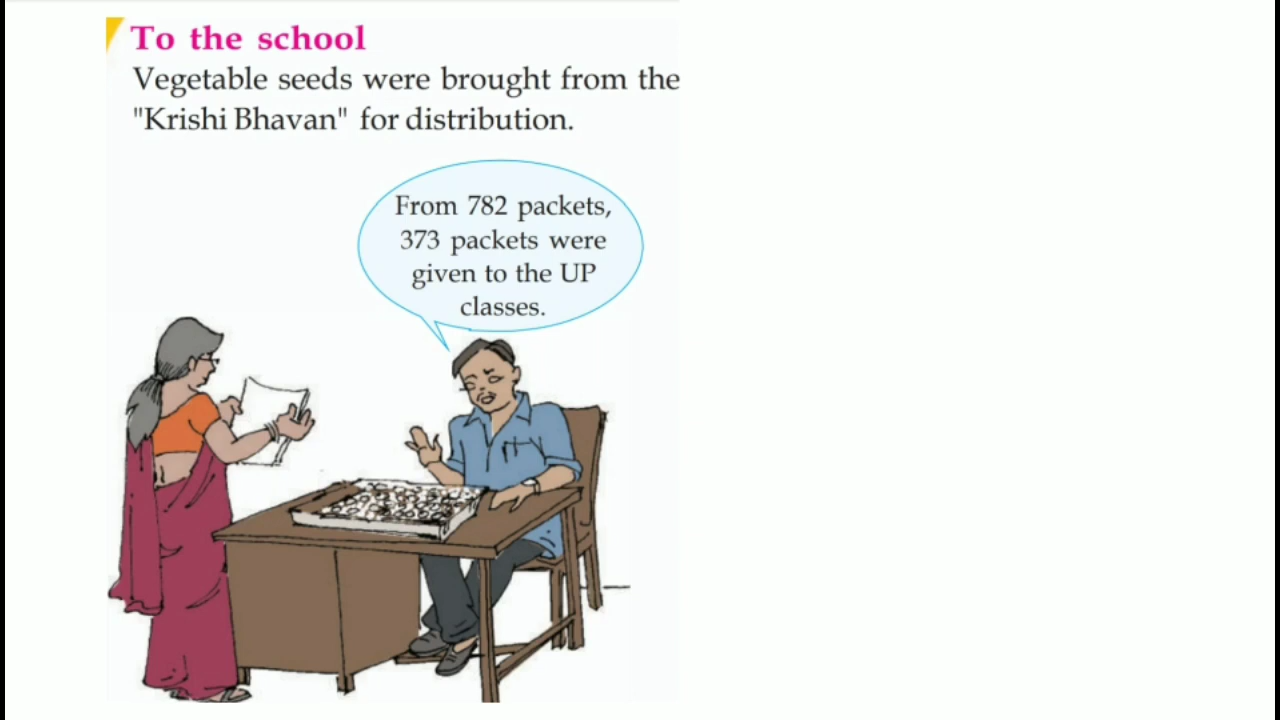 To the school
Vegetable seeds were brought from the
"Krishi Bhavan" for distribution.
From 782 packets,
373 packets were
given to the UP
classes.